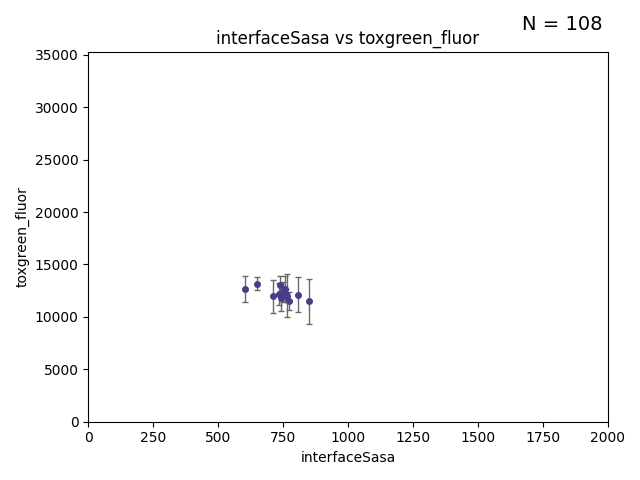 N = 108
interfaceSasa vs toxgreen_fluor
35000
30000
25000
20000
15000
10000
5000
0
toxgreen_fluor
0 250 500 750 1000 1250 1500 1750 2000
interfaceSasa